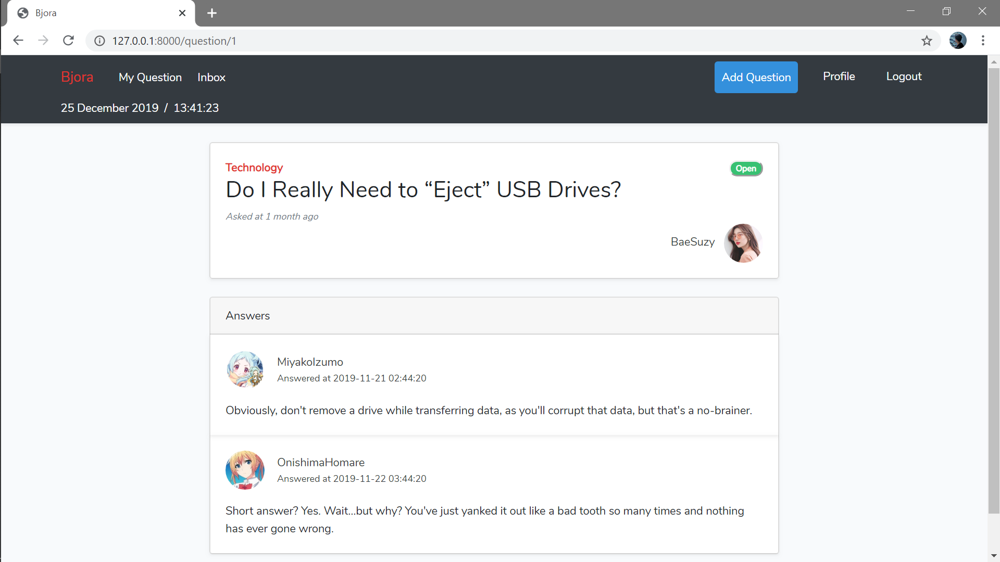 Bjora
127.0.0.1:8000/question/1
Bjora My Question Inbox Add Question Profile Logout
25 December 2019 / 13:41:23
Technology Open
Do I Really Need to “Eject” USB Drives?
Asked at 1 month ago
BaeSuzy
Answers
MiyakoIzumo
Answered at 2019-11-21 02:44:20
Obviously, don't remove a drive while transferring data, as you'll corrupt that data, but that's a no-brainer.
OnishimaHomare
Answered at 2019-11-22 03:44:20
Short answer? Yes. Wait...but why? You've just yanked it out like a bad tooth so many times and nothing
has ever gone wrong.